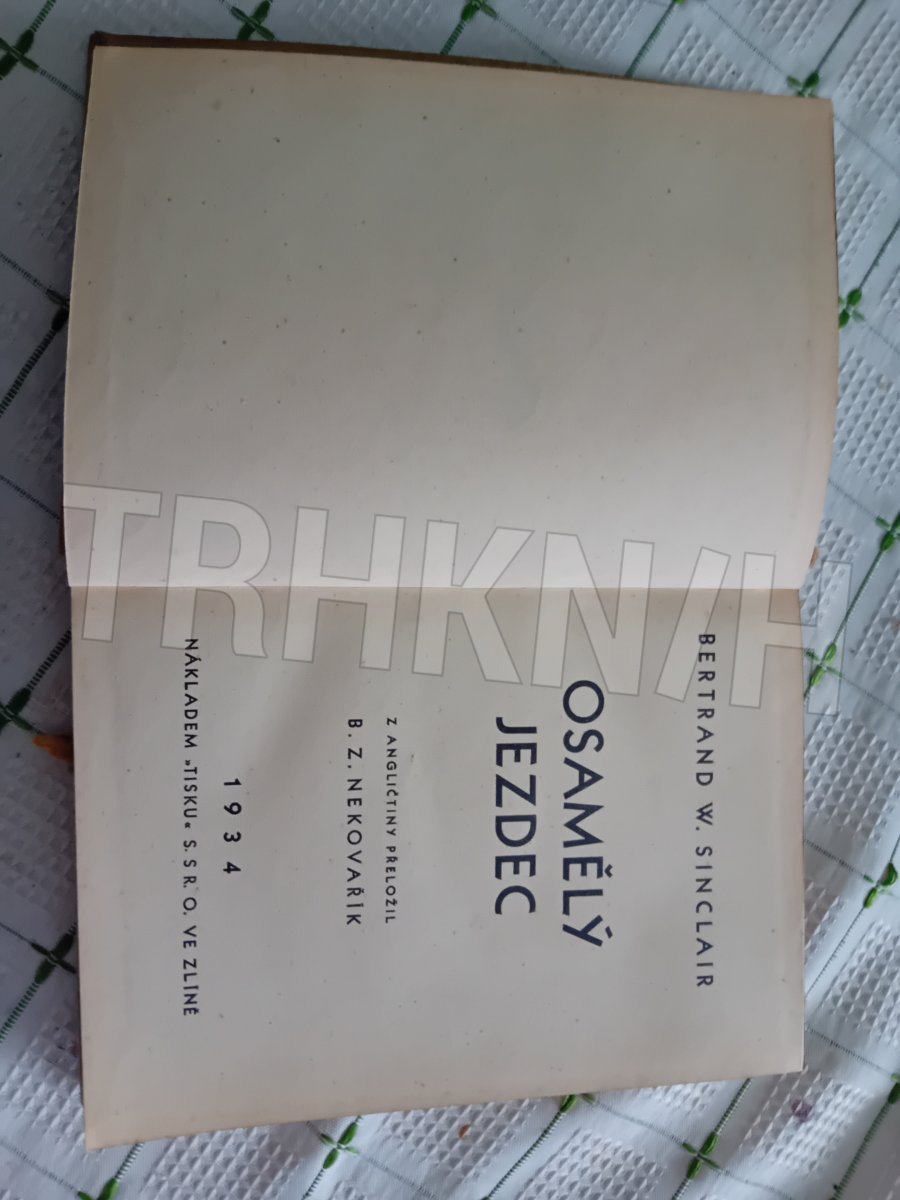 BERTRAND W. SINCLAIR
OSAMĚLÝ
JEZDEC
Z ANGLIČTINY PŘELOŽIL
B. Z. NEKOVAŘÍK
1934
NÁKLADEM »TISKU« S. S R. O. VE ZLÍNĚ
TRHKNIH